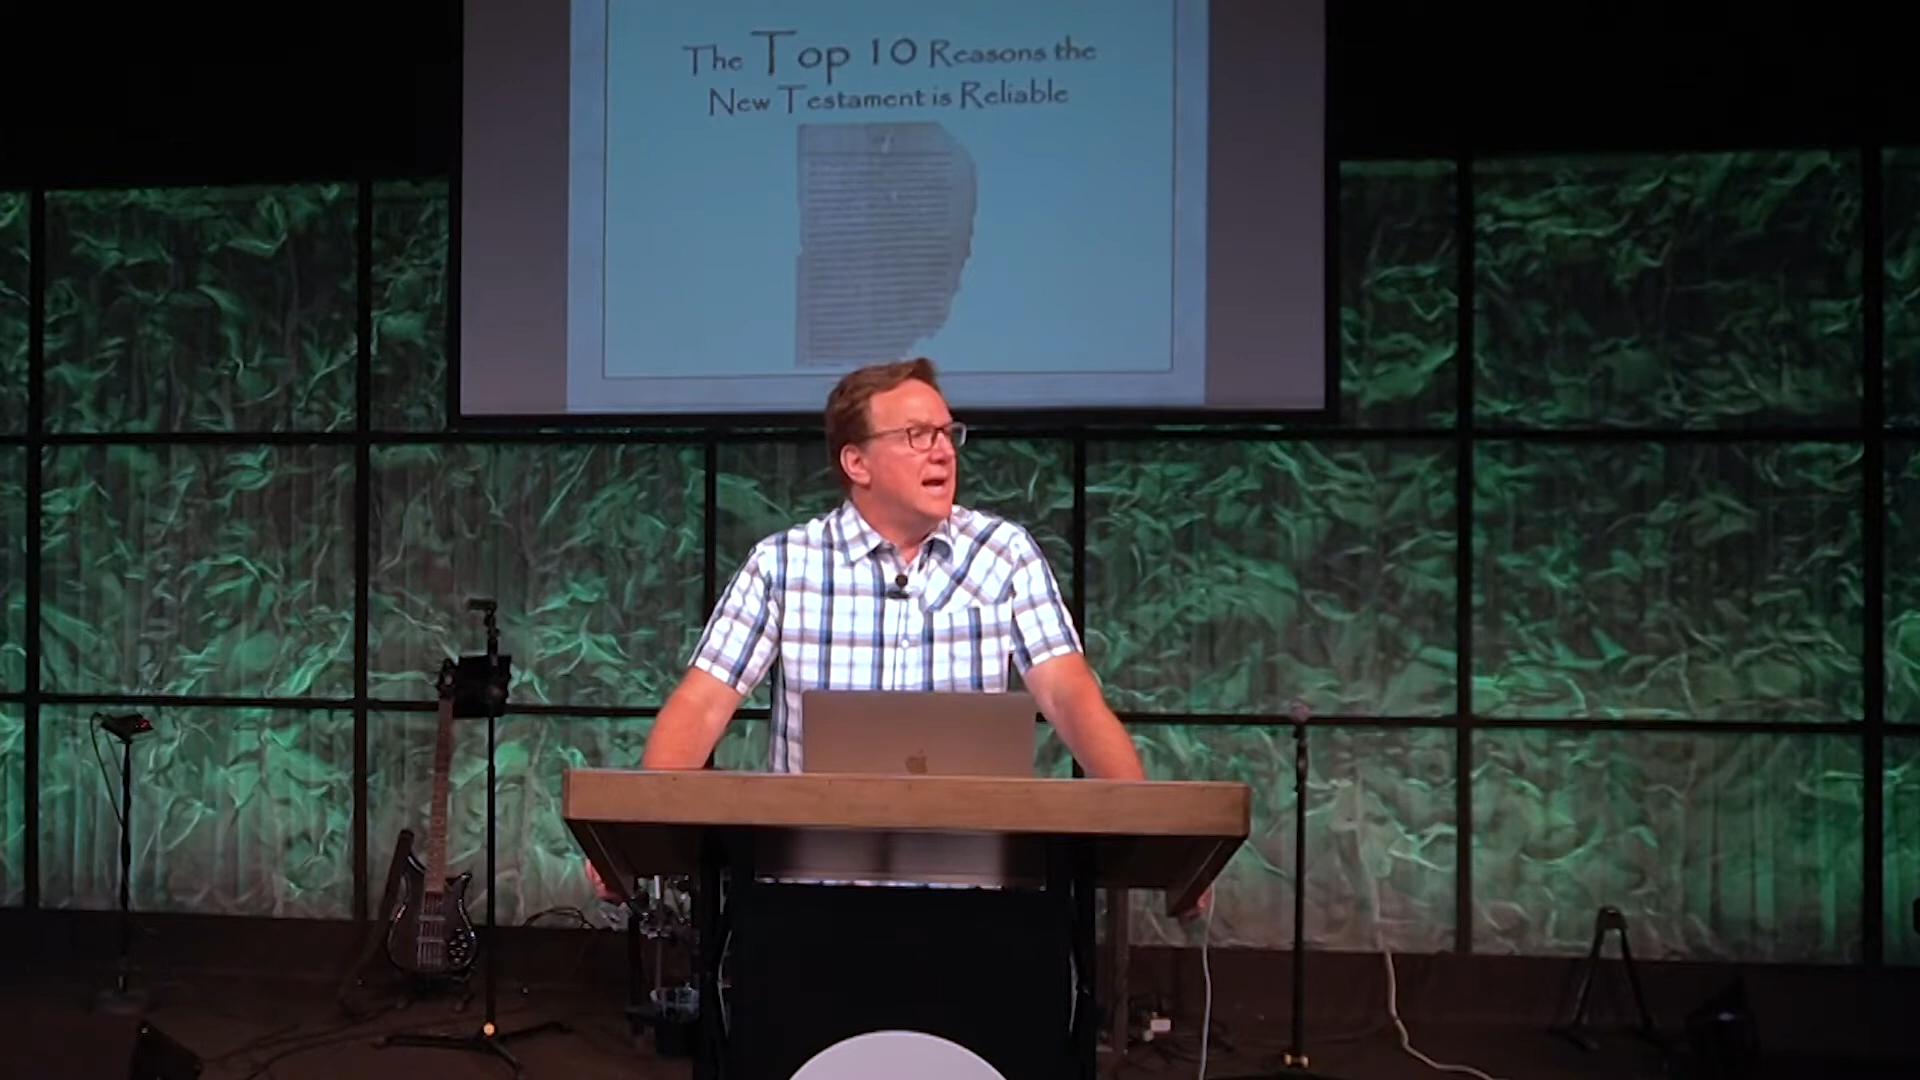 The Top 10 Reasons the
New Testament is Reliable